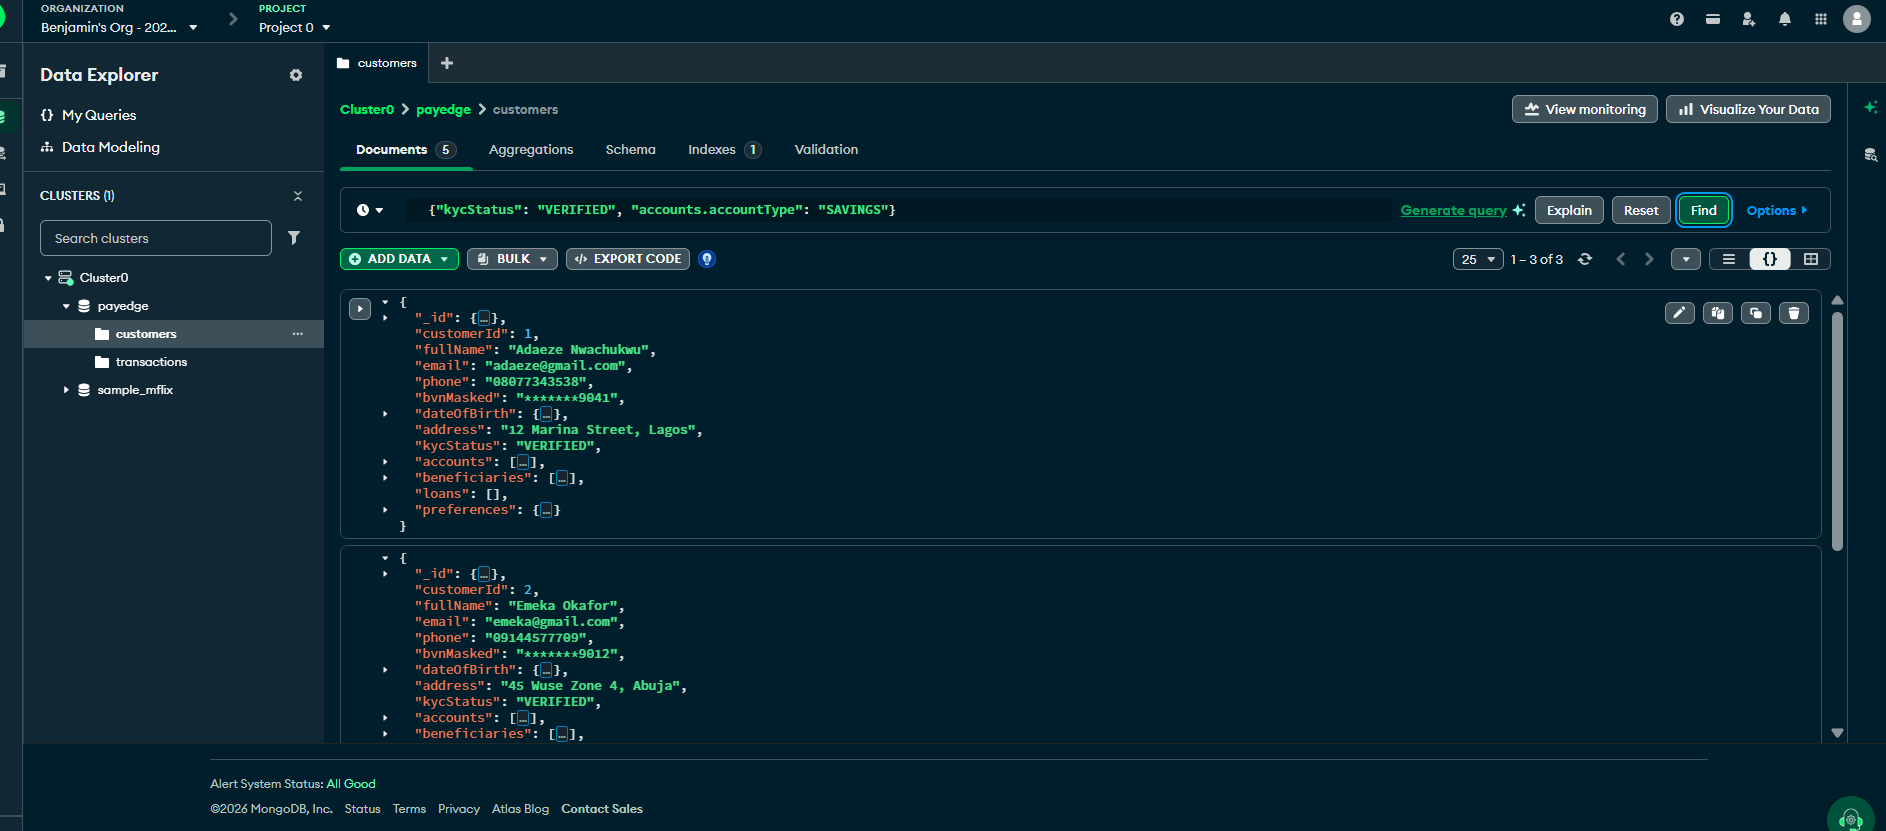 ORGANIZATION
Benjamin's Org - 202...
PROJECT
Project 0
Data Explorer
My Queries
Data Modeling
CLUSTERS (1)
Search clusters
Cluster0
payedge
customers
transactions
sample_mflix
customers
Cluster0 > payedge > customers
View monitoring
Visualize Your Data
Documents 5
Aggregations
Schema
Indexes 1
Validation
{"kycStatus": "VERIFIED", "accounts.accountType": "SAVINGS"}
Generate query
Explain
Reset
Find
Options
ADD DATA
BULK
EXPORT CODE
25
1 – 3 of 3
{
"_id": {…},
"customerId": 1,
"fullName": "Adaeze Nwachukwu",
"email": "adaeze@gmail.com",
"phone": "08077343538",
"bvnMasked": "*******9041",
"dateOfBirth": {…},
"address": "12 Marina Street, Lagos",
"kycStatus": "VERIFIED",
"accounts": […],
"beneficiaries": […],
"loans": [],
"preferences": {…}
}
{
"_id": {…},
"customerId": 2,
"fullName": "Emeka Okafor",
"email": "emeka@gmail.com",
"phone": "09144577709",
"bvnMasked": "*******9012",
"dateOfBirth": {…},
"address": "45 Wuse Zone 4, Abuja",
"kycStatus": "VERIFIED",
"accounts": […],
"beneficiaries": […],
Alert System Status: All Good
©2026 MongoDB, Inc. Status Terms Privacy Atlas Blog Contact Sales